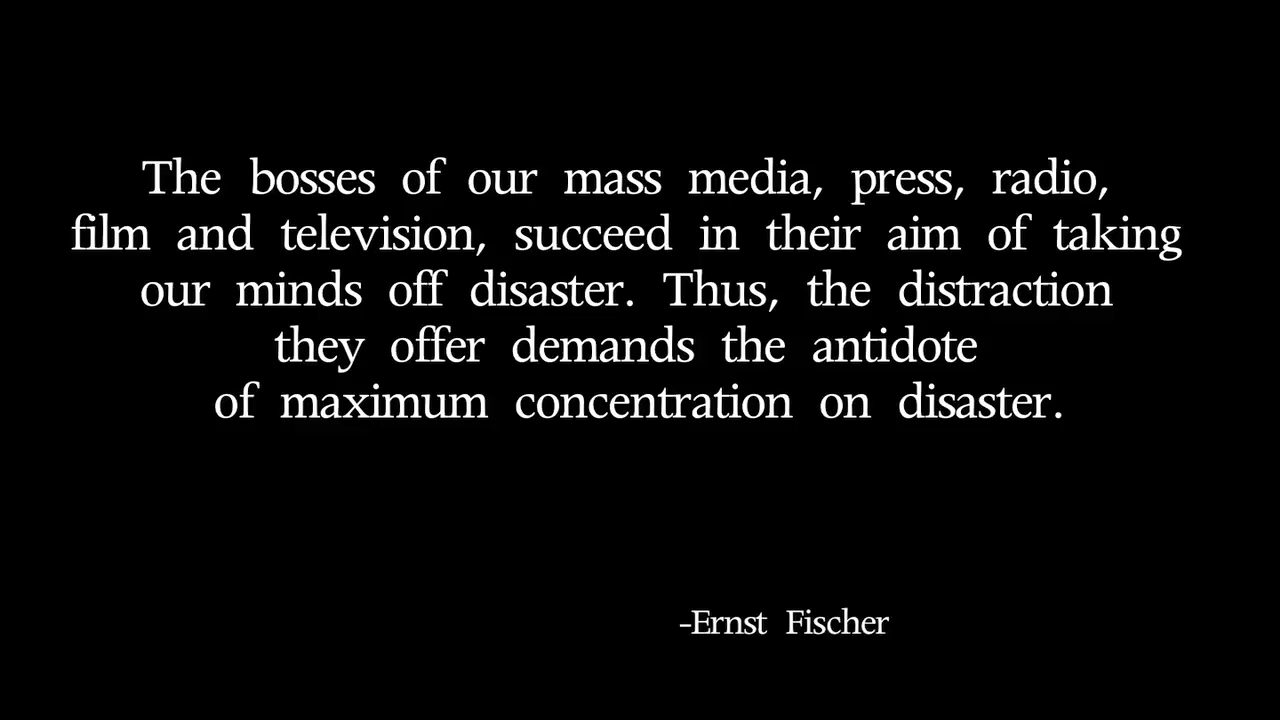 The bosses of our mass media, press, radio,
film and television, succeed in their aim of taking
our minds off disaster. Thus, the distraction
they offer demands the antidote
of maximum concentration on disaster.
-Ernst Fischer